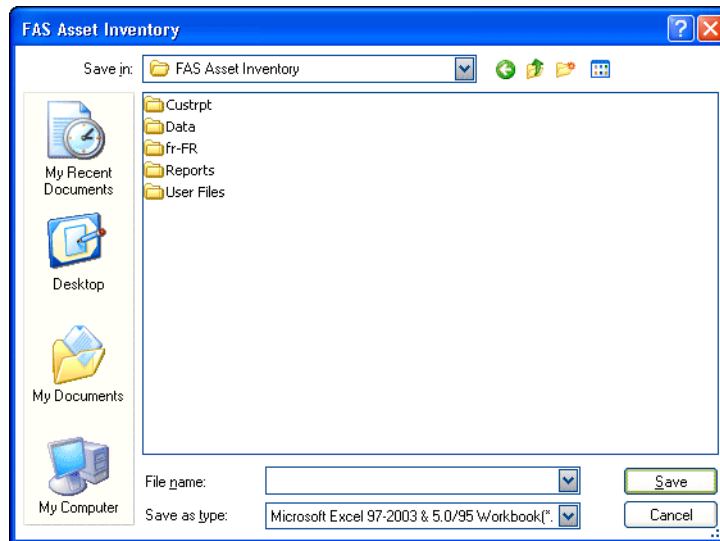 FAS Asset Inventory
Save in:
FAS Asset Inventory
My Recent
Documents
Desktop
My Documents
My Computer
Custrpt
Data
fr-FR
Reports
User Files
File name:
Save
Save as type:
Microsoft Excel 97-2003 & 5.0/95 Workbook(*.
Cancel